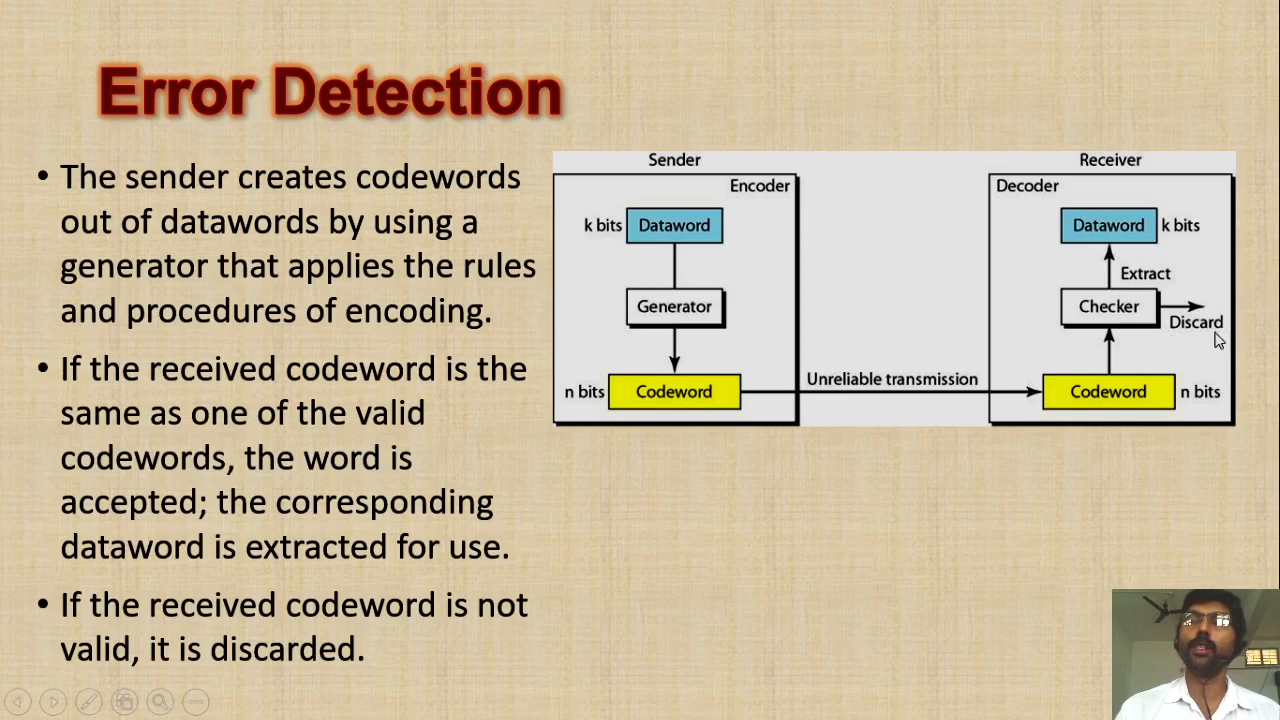 Error Detection
• The sender creates codewords
out of datawords by using a
generator that applies the rules
and procedures of encoding.
• If the received codeword is the
same as one of the valid
codewords, the word is
accepted; the corresponding
dataword is extracted for use.
• If the received codeword is not
valid, it is discarded.
Sender
Encoder
k bits
Dataword
Generator
n bits
Codeword
Unreliable transmission
Receiver
Decoder
Dataword
k bits
Extract
Checker
Discard
Codeword
n bits